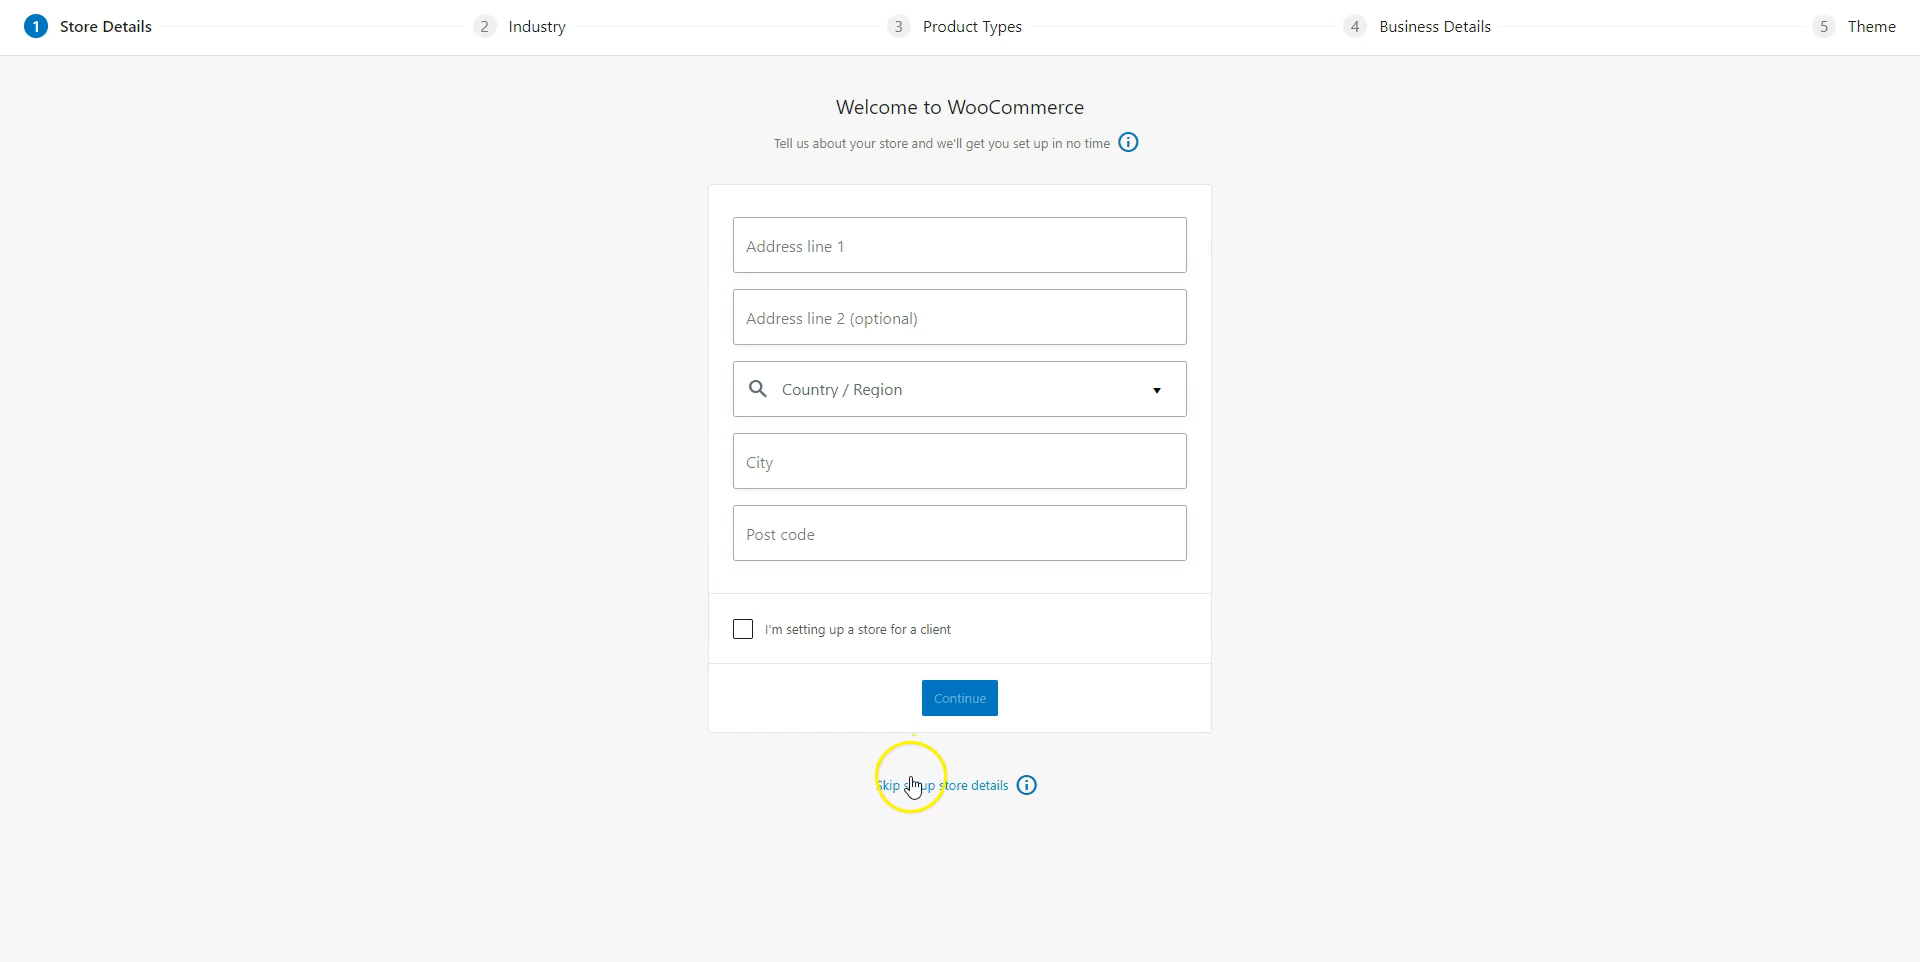 1 Store Details
2 Industry
3 Product Types
4 Business Details
5 Theme
Welcome to WooCommerce
Tell us about your store and we'll get you set up in no time
Address line 1
Address line 2 (optional)
Country / Region
City
Post code
I'm setting up a store for a client
Continue
Skip store details